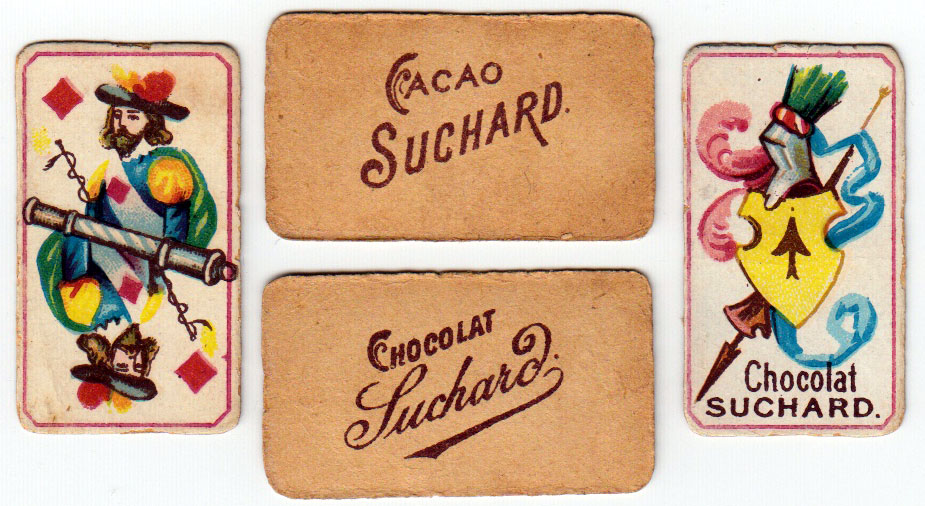 CACAO
SUCHARD.
CHOCOLAT
Suchard.
Chocolat
SUCHARD.